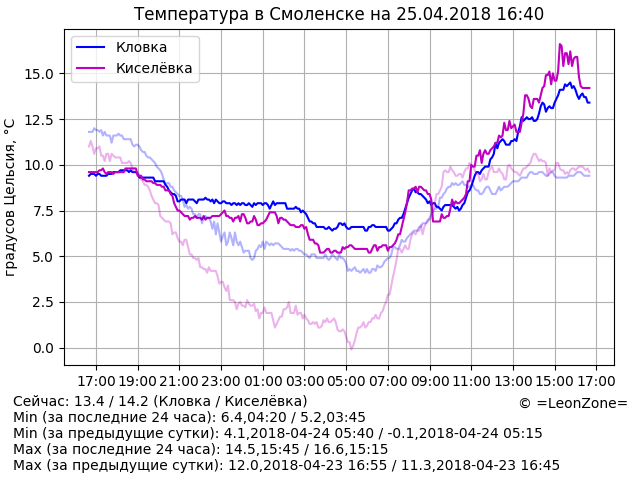 Температура в Смоленске на 25.04.2018 16:40
Кловка
Киселёвка
градусов Цельсия, °C
15.0
12.5
10.0
7.5
5.0
2.5
0.0
17:00 19:00 21:00 23:00 01:00 03:00 05:00 07:00 09:00 11:00 13:00 15:00 17:00
Сейчас: 13.4 / 14.2 (Кловка / Киселёвка)
© =LeonZone=
Min (за последние 24 часа): 6.4,04:20 / 5.2,03:45
Min (за предыдущие сутки): 4.1,2018-04-24 05:40 / -0.1,2018-04-24 05:15
Max (за последние 24 часа): 14.5,15:45 / 16.6,15:15
Max (за предыдущие сутки): 12.0,2018-04-23 16:55 / 11.3,2018-04-23 16:45